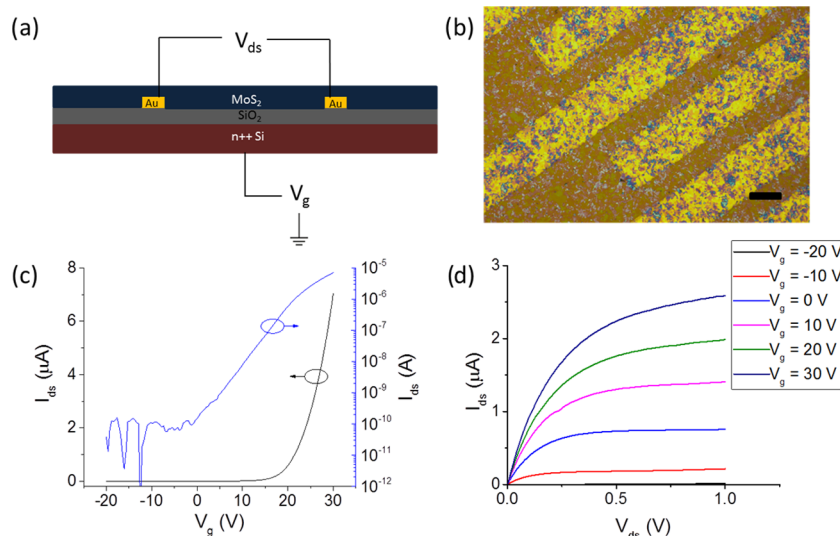 (a)
V_ds
Au
MoS₂
Au
SiO₂
n++ Si
V_g
(b)
(c)
8
6
4
2
0
I_ds (μA)
10⁻⁵
10⁻⁶
10⁻⁷
10⁻⁸
10⁻⁹
10⁻¹⁰
10⁻¹¹
10⁻¹²
I_ds (A)
-20 -10 0 10 20 30
V_g (V)
(d)
3
2
1
0
I_ds (μA)
0.0 0.5 1.0
V_ds (V)
V_g = -20 V
V_g = -10 V
V_g = 0 V
V_g = 10 V
V_g = 20 V
V_g = 30 V